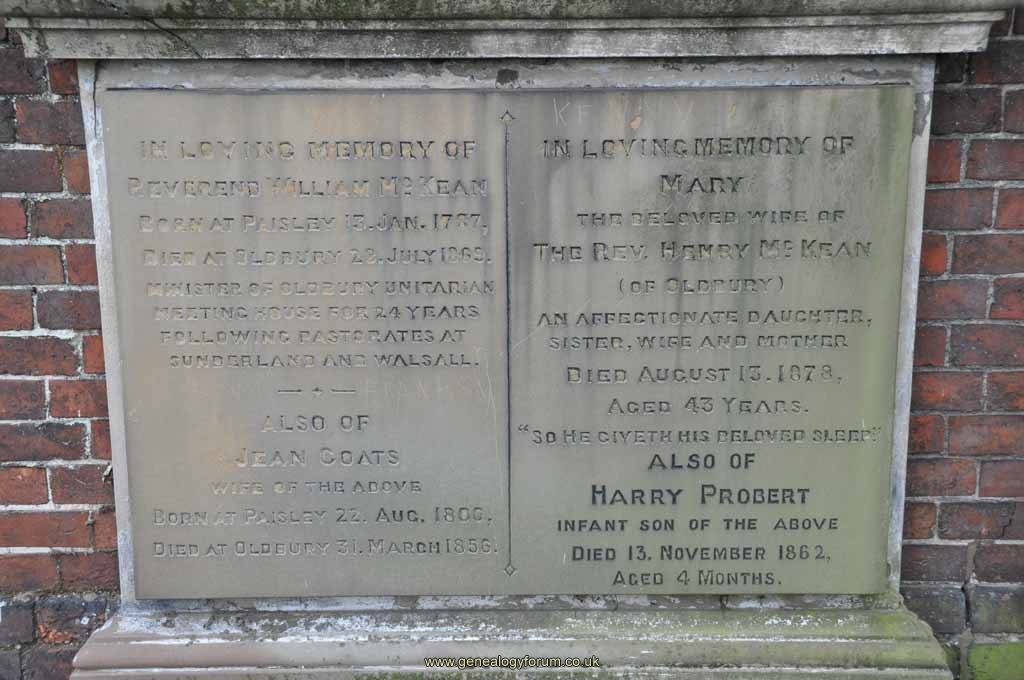 IN LOVING MEMORY OF
REVEREND WILLIAM McKEAN
BORN AT PAISLEY 13. JAN. 1787,
DIED AT OLDBURY 28. JULY 1869.
MINISTER OF OLDBURY UNITARIAN
MEETING HOUSE FOR 24 YEARS
FOLLOWING PASTORATES AT
SUNDERLAND AND WALSALL.
ALSO OF
JEAN COATS
WIFE OF THE ABOVE
BORN AT PAISLEY 22. AUG. 1800,
DIED AT OLDBURY 31. MARCH 1856.
IN LOVING MEMORY OF
MARY
THE BELOVED WIFE OF
THE REV. HENRY McKEAN
(OF OLDBURY)
AN AFFECTIONATE DAUGHTER,
SISTER, WIFE AND MOTHER
DIED AUGUST 13. 1878,
AGED 43 YEARS.
"SO HE GIVETH HIS BELOVED SLEEP."
ALSO OF
HARRY PROBERT
INFANT SON OF THE ABOVE
DIED 13. NOVEMBER 1862,
AGED 4 MONTHS.
www.genealogyforum.co.uk